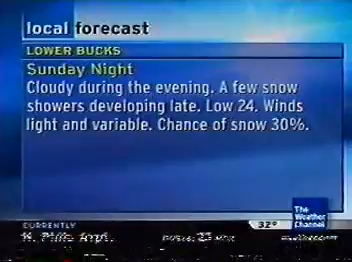 local forecast
LOWER BUCKS
Sunday Night
Cloudy during the evening. A few snow
showers developing late. Low 24. Winds
light and variable. Chance of snow 30%.
The
Weather
Channel
CURRENTLY
32°